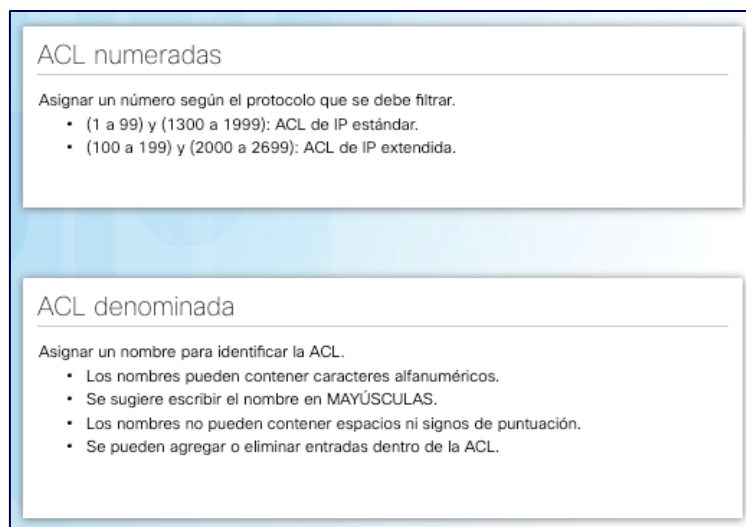 ACL numeradas
Asignar un número según el protocolo que se debe filtrar.
• (1 a 99) y (1300 a 1999): ACL de IP estándar.
• (100 a 199) y (2000 a 2699): ACL de IP extendida.
ACL denominada
Asignar un nombre para identificar la ACL.
• Los nombres pueden contener caracteres alfanuméricos.
• Se sugiere escribir el nombre en MAYÚSCULAS.
• Los nombres no pueden contener espacios ni signos de puntuación.
• Se pueden agregar o eliminar entradas dentro de la ACL.